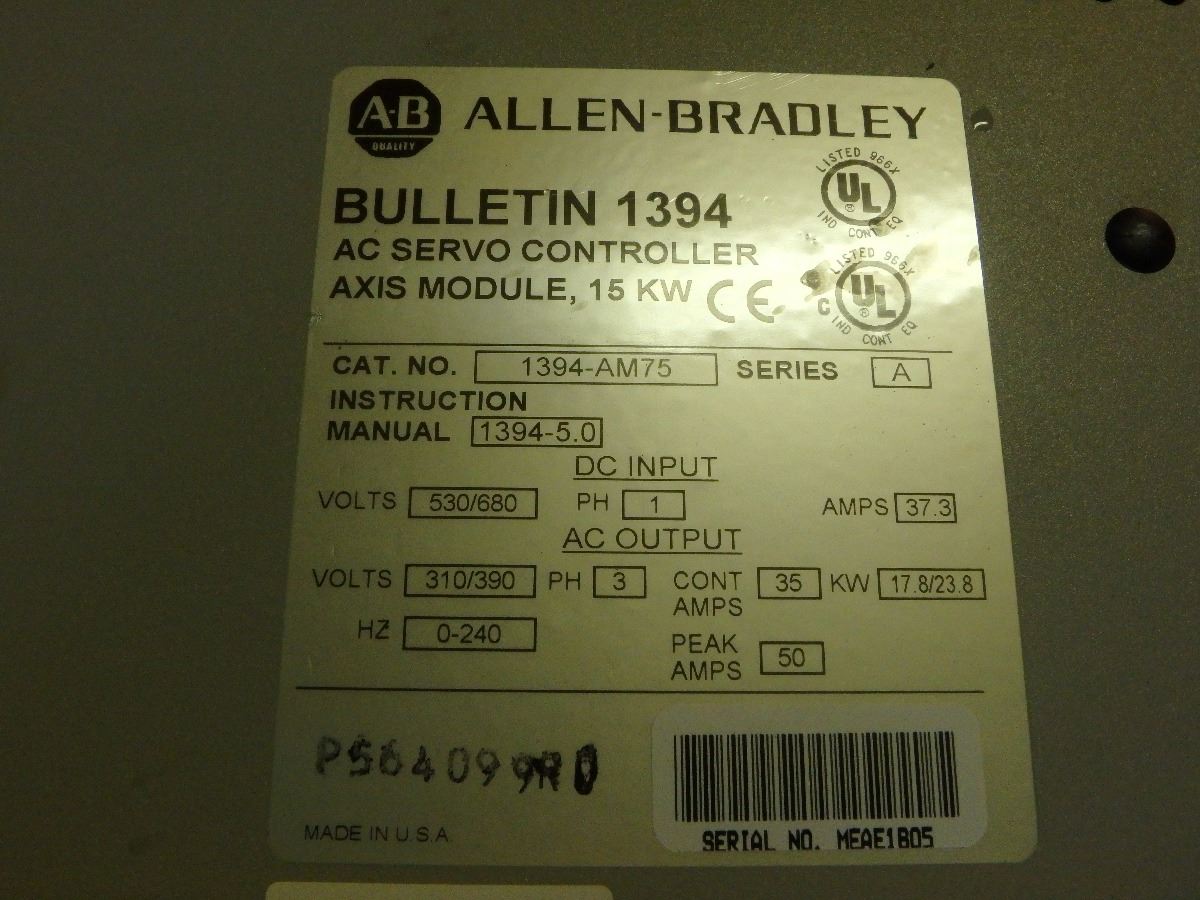 A-B QUALITY
ALLEN-BRADLEY
BULLETIN 1394
AC SERVO CONTROLLER
AXIS MODULE, 15 KW CE
LISTED 966X
UL ®
IND CONT EQ
LISTED 966X
C UL ®
IND CONT EQ
CAT. NO. 1394-AM75 SERIES A
INSTRUCTION
MANUAL 1394-5.0
DC INPUT
VOLTS 530/680 PH 1 AMPS 37.3
AC OUTPUT
VOLTS 310/390 PH 3 CONT AMPS 35 KW 17.8/23.8
HZ 0-240 PEAK AMPS 50
MADE IN U.S.A.
SERIAL NO. MEAE1B05